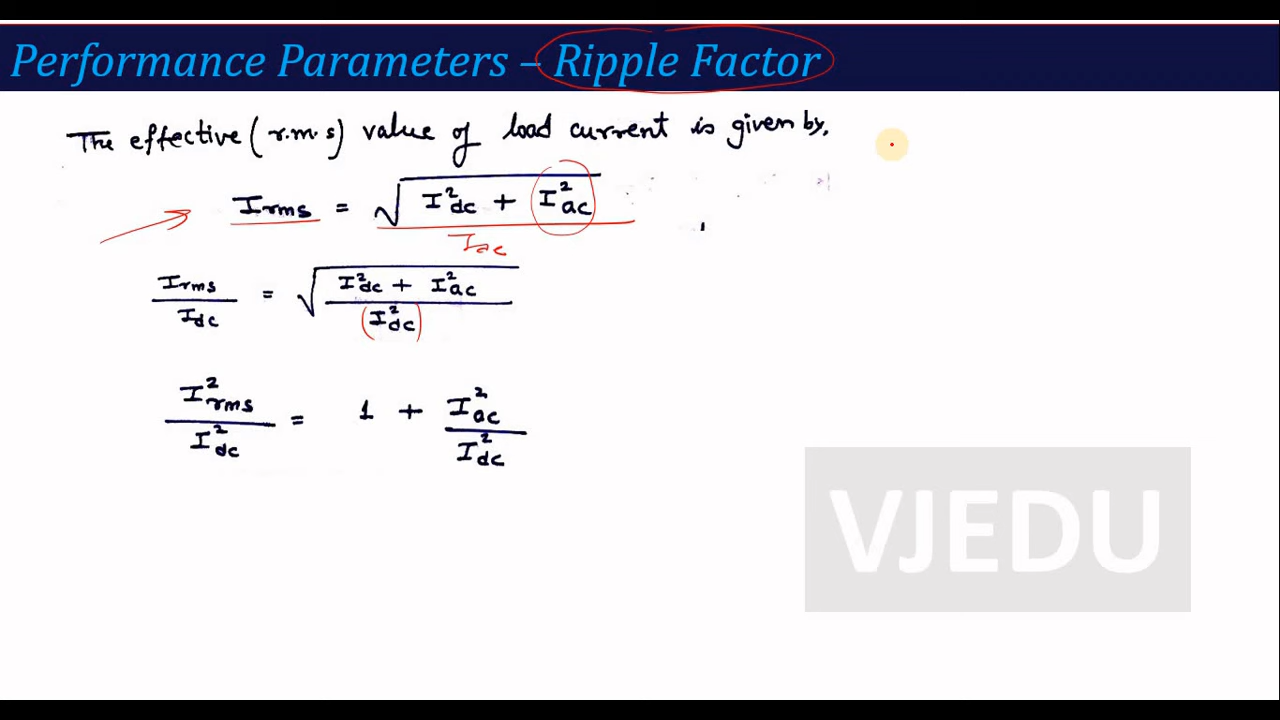 Performance Parameters – Ripple Factor
The effective (r.m.s) value of load current is given by,
Irms = √(I²dc + I²ac)
Irms / Idc = √((I²dc + I²ac) / (I²dc))
I²rms / I²dc = 1 + I²ac / I²dc
VJEDU